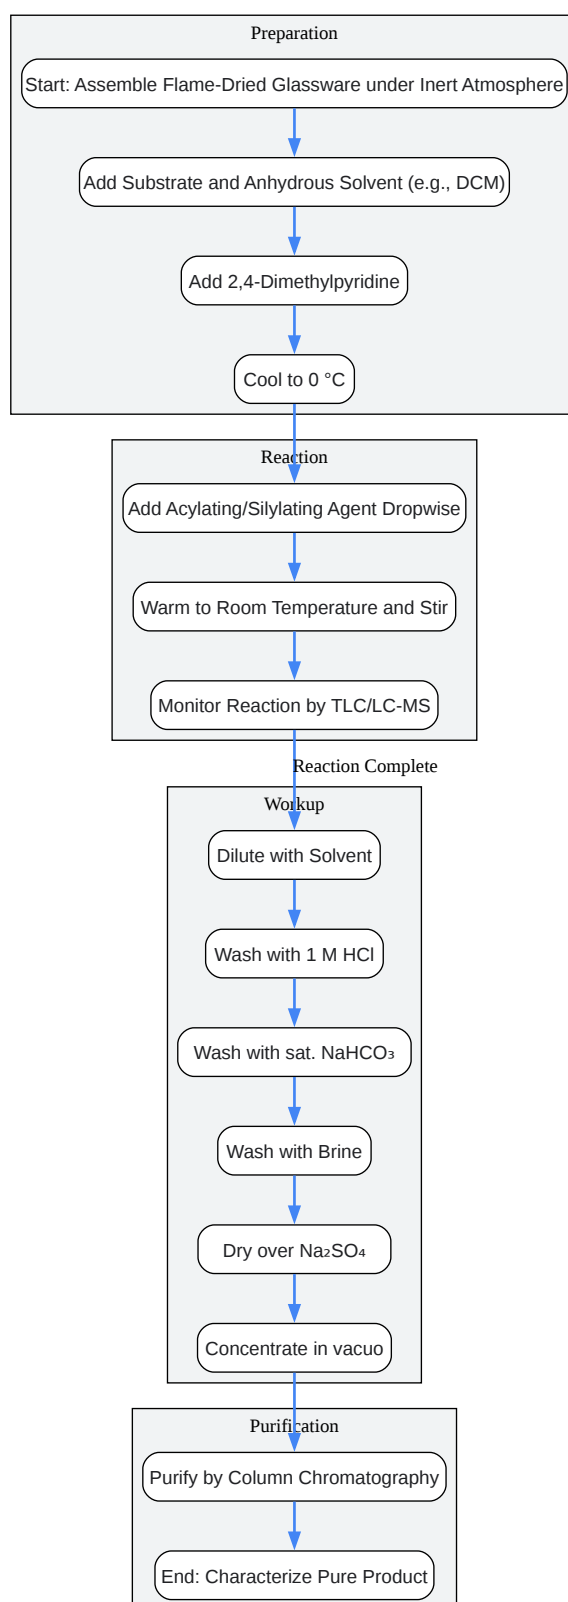 Preparation
Start: Assemble Flame-Dried Glassware under Inert Atmosphere
Add Substrate and Anhydrous Solvent (e.g., DCM)
Add 2,4-Dimethylpyridine
Cool to 0 °C
Reaction
Add Acylating/Silylating Agent Dropwise
Warm to Room Temperature and Stir
Monitor Reaction by TLC/LC-MS
Reaction Complete
Workup
Dilute with Solvent
Wash with 1 M HCl
Wash with sat. NaHCO₃
Wash with Brine
Dry over Na₂SO₄
Concentrate in vacuo
Purification
Purify by Column Chromatography
End: Characterize Pure Product